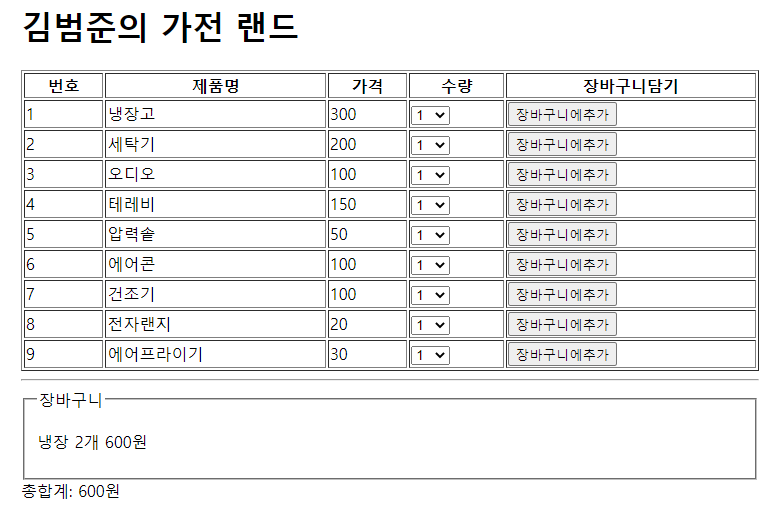 김범준의 가전 랜드
번호 제품명 가격 수량 장바구니담기
1 냉장고 300 1 장바구니에추가
2 세탁기 200 1 장바구니에추가
3 오디오 100 1 장바구니에추가
4 테레비 150 1 장바구니에추가
5 압력솥 50 1 장바구니에추가
6 에어콘 100 1 장바구니에추가
7 건조기 100 1 장바구니에추가
8 전자랜지 20 1 장바구니에추가
9 에어프라이기 30 1 장바구니에추가
장바구니
냉장 2개 600원
총합계: 600원